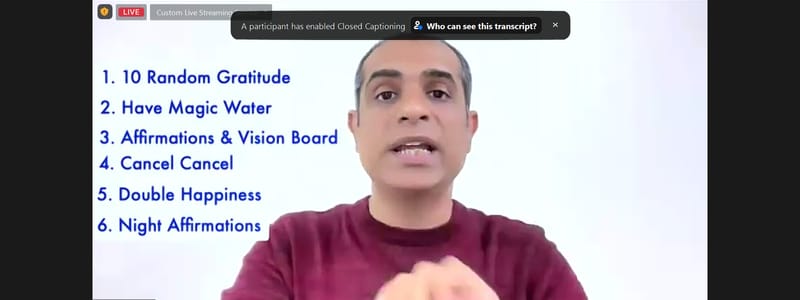 LIVE
Custom Live Streaming
A participant has enabled Closed Captioning Who can see this transcript?
1. 10 Random Gratitude
2. Have Magic Water
3. Affirmations & Vision Board
4. Cancel Cancel
5. Double Happiness
6. Night Affirmations